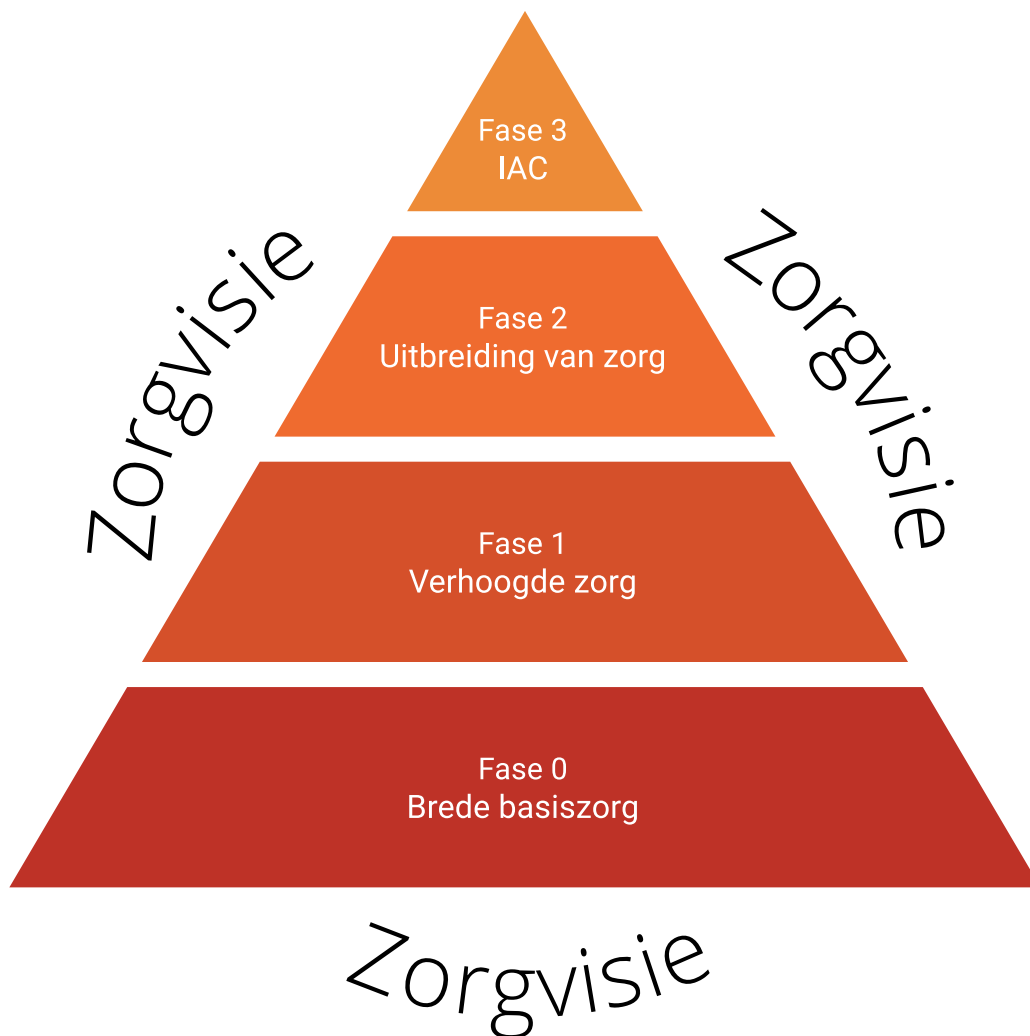 Fase 3
IAC
Zorgvisie
Zorgvisie
Fase 2
Uitbreiding van zorg
Fase 1
Verhoogde zorg
Fase 0
Brede basiszorg
Zorgvisie